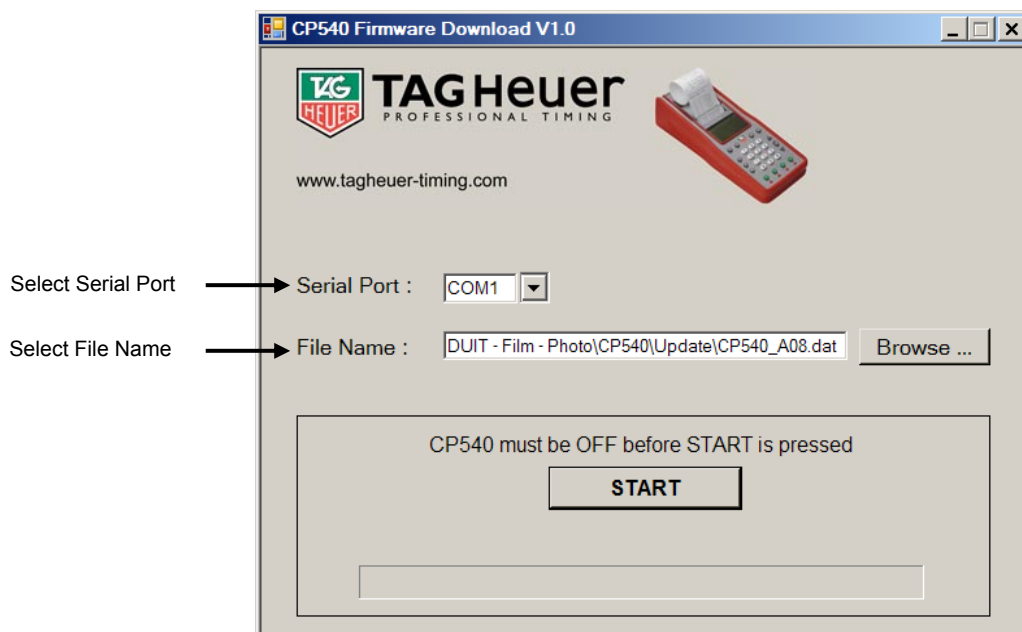 CP540 Firmware Download V1.0
TAG
HEUER
TAGHeuer
PROFESSIONAL TIMING
www.tagheuer-timing.com
Select Serial Port
Serial Port :
COM1
Select File Name
File Name :
DUIT - Film - Photo\CP540\Update\CP540_A08.dat
Browse ...
CP540 must be OFF before START is pressed
START